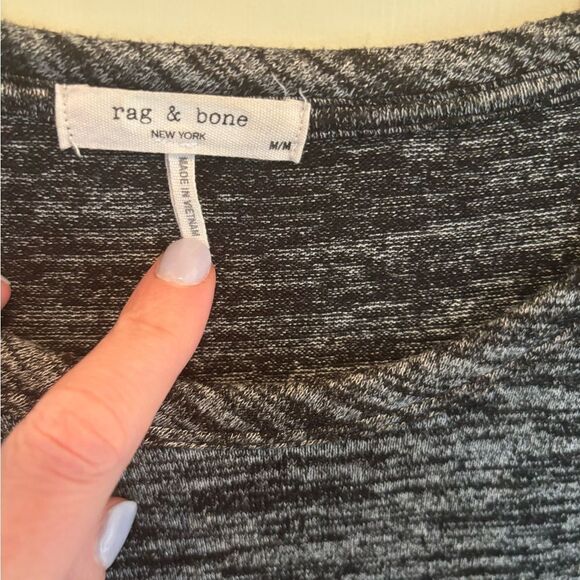 rag & bone
NEW YORK
M/M
MADE IN VIETNAM